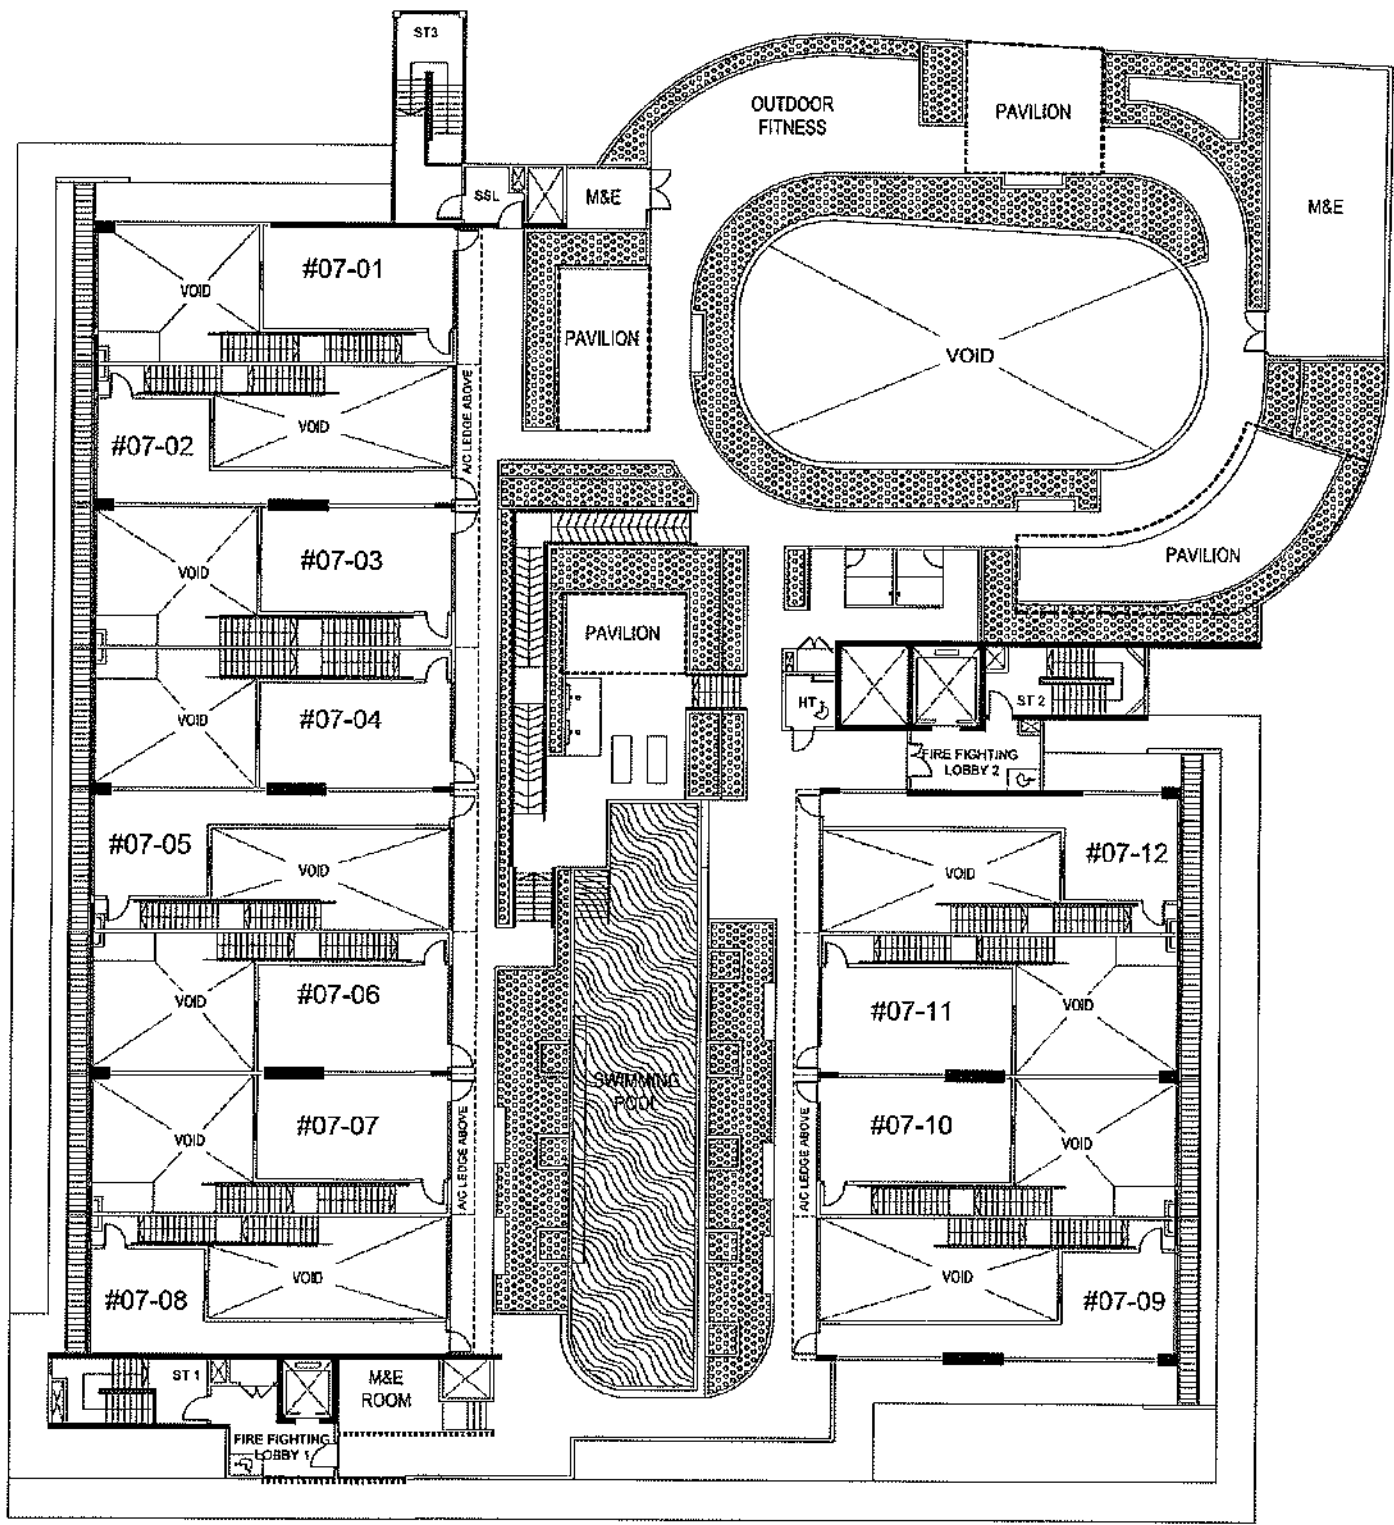 ST3
OUTDOOR
FITNESS
PAVILION
SSL
M&E
M&E
#07-01
VOID
PAVILION
VOID
A/C LEDGE ABOVE
#07-02
VOID
#07-03
VOID
PAVILION
PAVILION
#07-04
VOID
HT
ST 2
FIRE FIGHTING
LOBBY 2
#07-05
VOID
VOID
#07-12
#07-06
VOID
#07-11
VOID
SWIMMING
POOL
#07-07
VOID
A/C LEDGE ABOVE
A/C LEDGE ABOVE
#07-10
VOID
#07-08
VOID
VOID
#07-09
ST 1
M&E
ROOM
FIRE FIGHTING
LOBBY 1